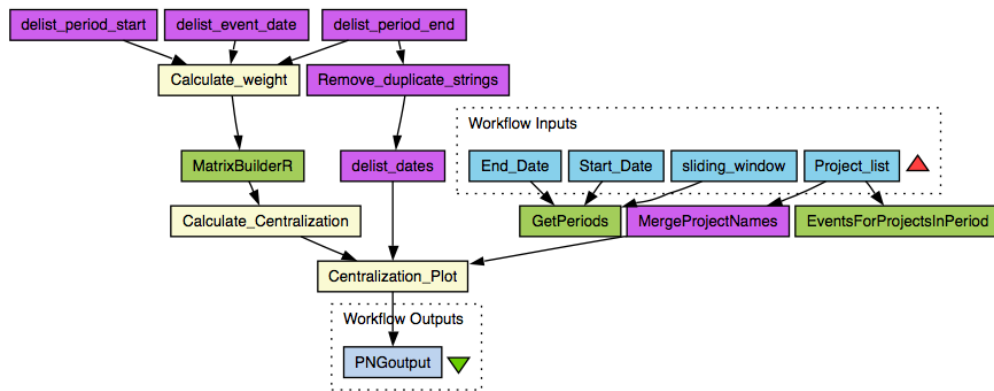 delist_period_start
delist_event_date
delist_period_end
Calculate_weight
Remove_duplicate_strings
Workflow Inputs
MatrixBuilderR
delist_dates
End_Date
Start_Date
sliding_window
Project_list
Calculate_Centralization
GetPeriods
MergeProjectNames
EventsForProjectsInPeriod
Centralization_Plot
Workflow Outputs
PNGoutput